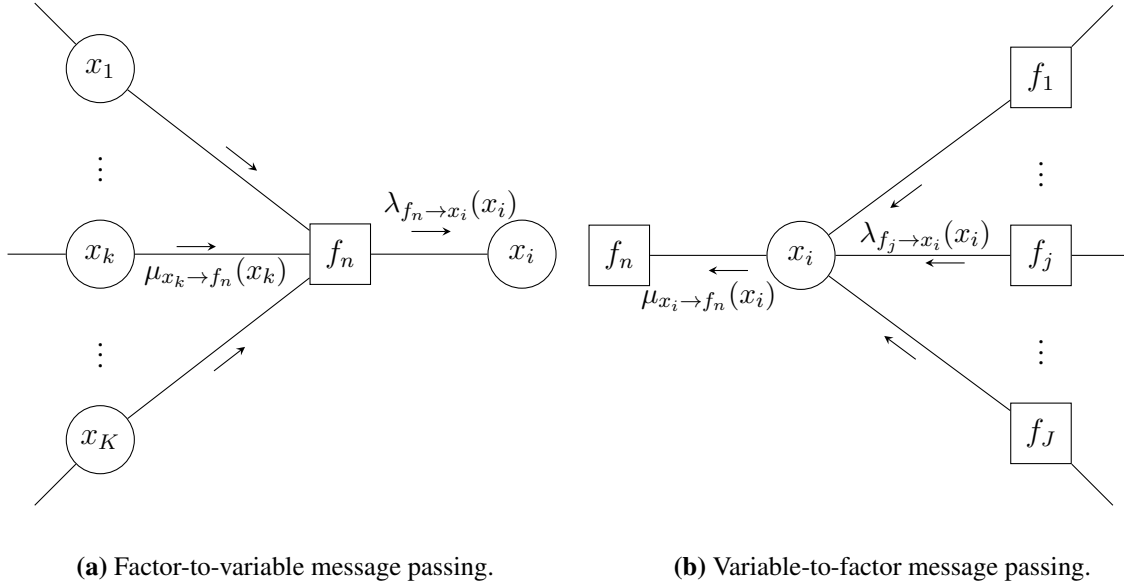 x_1
⋮
x_k
μ_{x_k→f_n}(x_k)
⋮
x_K
f_n
λ_{f_n→x_i}(x_i)
x_i
(a) Factor-to-variable message passing.
f_n
μ_{x_i→f_n}(x_i)
x_i
λ_{f_j→x_i}(x_i)
f_1
⋮
f_j
⋮
f_J
(b) Variable-to-factor message passing.